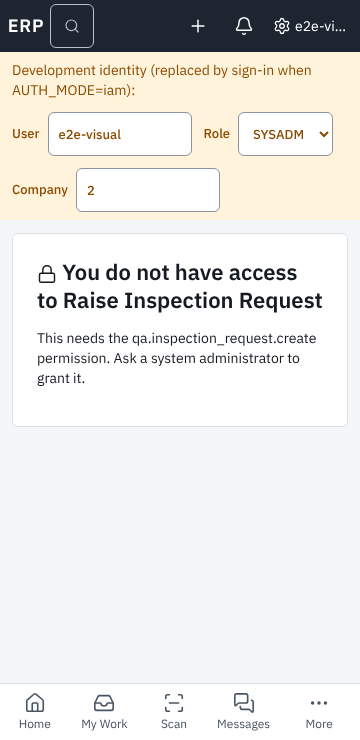 ERP
e2e-vi...
Development identity (replaced by sign-in when
AUTH_MODE=iam):
User e2e-visual Role SYSADM
Company 2
You do not have access
to Raise Inspection Request
This needs the qa.inspection_request.create
permission. Ask a system administrator to
grant it.
Home My Work Scan Messages More